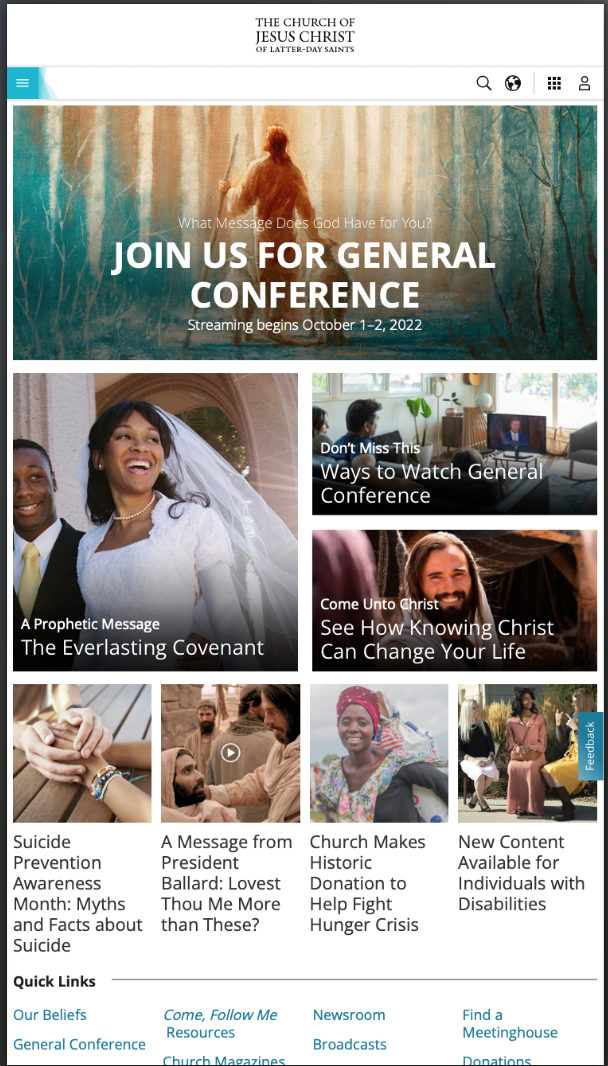 THE CHURCH OF
JESUS CHRIST
OF LATTER-DAY SAINTS
What Message Does God Have for You?
JOIN US FOR GENERAL
CONFERENCE
Streaming begins October 1–2, 2022
A Prophetic Message
The Everlasting Covenant
Don't Miss This
Ways to Watch General
Conference
Come Unto Christ
See How Knowing Christ
Can Change Your Life
Feedback
Suicide
Prevention
Awareness
Month: Myths
and Facts about
Suicide
A Message from
President
Ballard: Lovest
Thou Me More
than These?
Church Makes
Historic
Donation to
Help Fight
Hunger Crisis
New Content
Available for
Individuals with
Disabilities
Quick Links
Our Beliefs
General Conference
Come, Follow Me
Resources
Church Magazines
Newsroom
Broadcasts
Find a
Meetinghouse
Donations